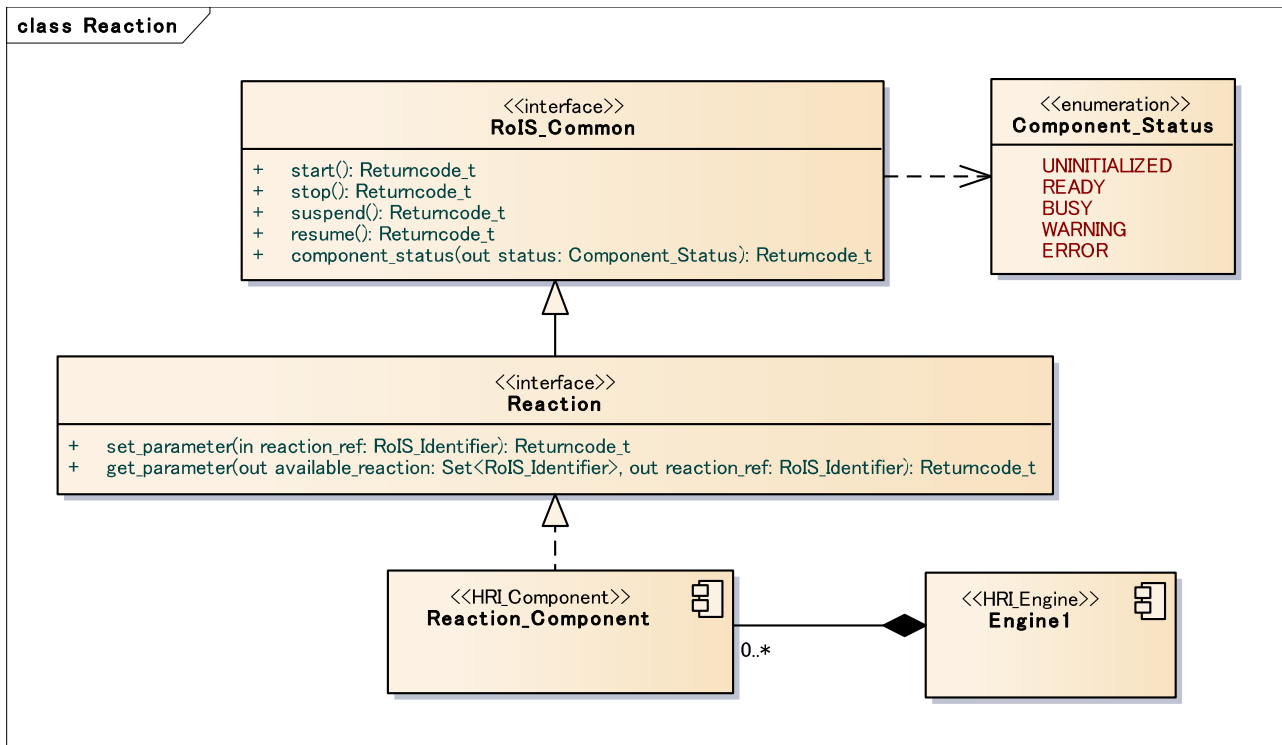 class Reaction
<<interface>>
RoIS_Common
+ start(): Returncode_t
+ stop(): Returncode_t
+ suspend(): Returncode_t
+ resume(): Returncode_t
+ component_status(out status: Component_Status): Returncode_t
<<enumeration>>
Component_Status
UNINITIALIZED
READY
BUSY
WARNING
ERROR
<<interface>>
Reaction
+ set_parameter(in reaction_ref: RoIS_Identifier): Returncode_t
+ get_parameter(out available_reaction: Set<RoIS_Identifier>, out reaction_ref: RoIS_Identifier): Returncode_t
<<HRI_Component>>
Reaction_Component
0..*
<<HRI_Engine>>
Engine1